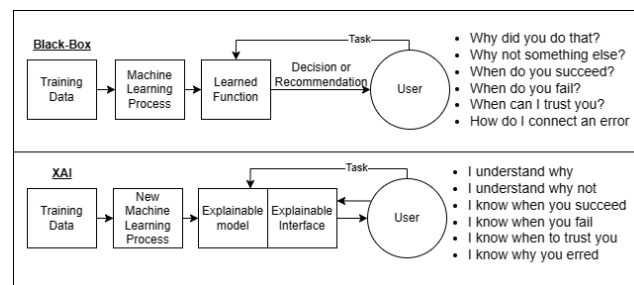 Black-Box
Training
Data
Machine
Learning
Process
Learned
Function
Task
Decision or
Recommendation
User
• Why did you do that?
• Why not something else?
• When do you succeed?
• When do you fail?
• When can I trust you?
• How do I connect an error
XAI
Training
Data
New
Machine
Learning
Process
Explainable
model
Explainable
Interface
Task
User
• I understand why
• I understand why not
• I know when you succeed
• I know when you fail
• I know when to trust you
• I know why you erred